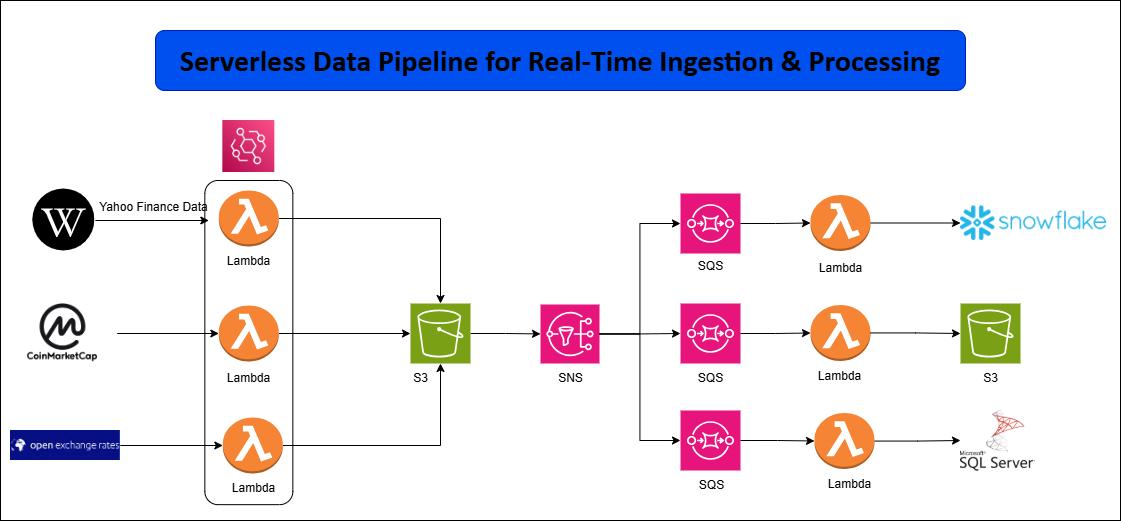 Serverless Data Pipeline for Real-Time Ingestion & Processing
W
Yahoo Finance Data
Lambda
SQS
Lambda
snowflake
CoinMarketCap
Lambda
S3
SNS
SQS
Lambda
S3
open exchange rates
Lambda
SQS
Lambda
Microsoft®
SQL Server